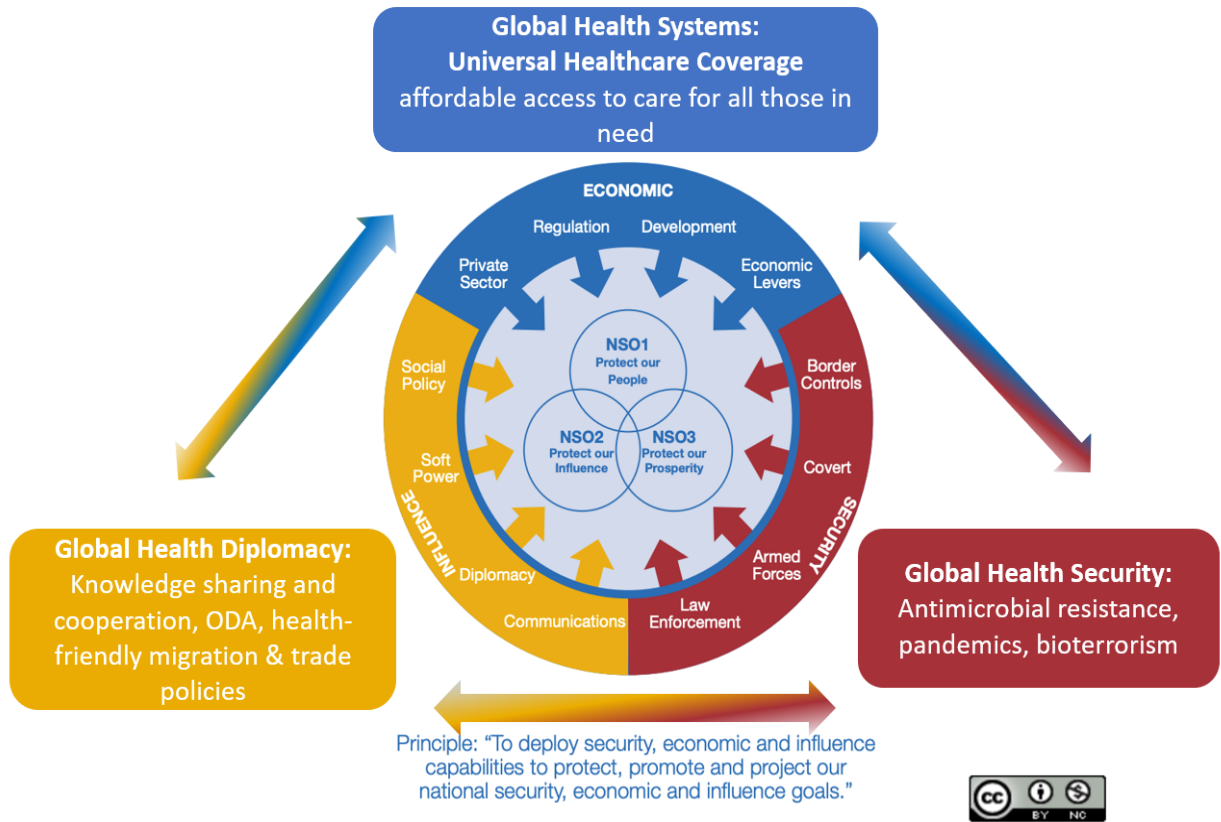 Global Health Systems:
Universal Healthcare Coverage
affordable access to care for all those in
need
ECONOMIC
Regulation
Development
Private
Sector
Economic
Levers
NSO1
Protect our
People
Social
Policy
Border
Controls
NSO2
Protect our
Influence
NSO3
Protect our
Prosperity
Soft
Power
Covert
INFLUENCE
SECURITY
Diplomacy
Armed
Forces
Communications
Law
Enforcement
Global Health Diplomacy:
Knowledge sharing and
cooperation, ODA, health-
friendly migration & trade
policies
Global Health Security:
Antimicrobial resistance,
pandemics, bioterrorism
Principle: “To deploy security, economic and influence
capabilities to protect, promote and project our
national security, economic and influence goals.”
cc
BY NC